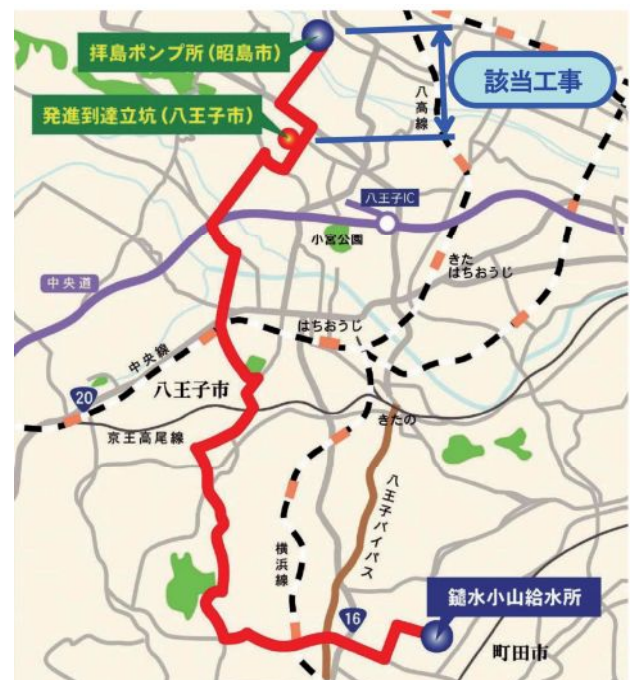 拝島ポンプ所(昭島市)
該当工事
発進到達立坑(八王子市)
八高線
八王子IC
小宮公園
きた
はちおうじ
中央道
はちおうじ
中央線
20
八王子市
京王高尾線
きたの
八王子バイパス
横浜線
16
鑓水小山給水所
町田市